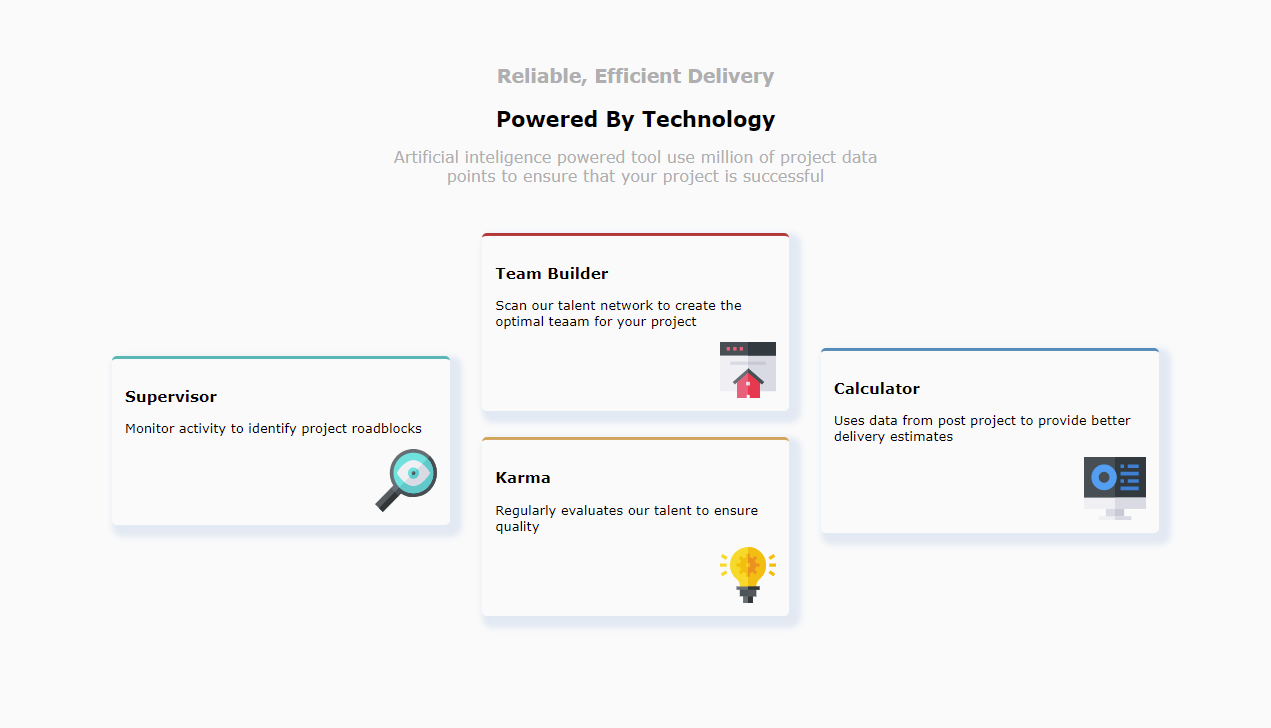 Reliable, Efficient Delivery
Powered By Technology
Artificial inteligence powered tool use million of project data
points to ensure that your project is successful
Supervisor
Monitor activity to identify project roadblocks
Team Builder
Scan our talent network to create the
optimal teaam for your project
Karma
Regularly evaluates our talent to ensure
quality
Calculator
Uses data from post project to provide better
delivery estimates